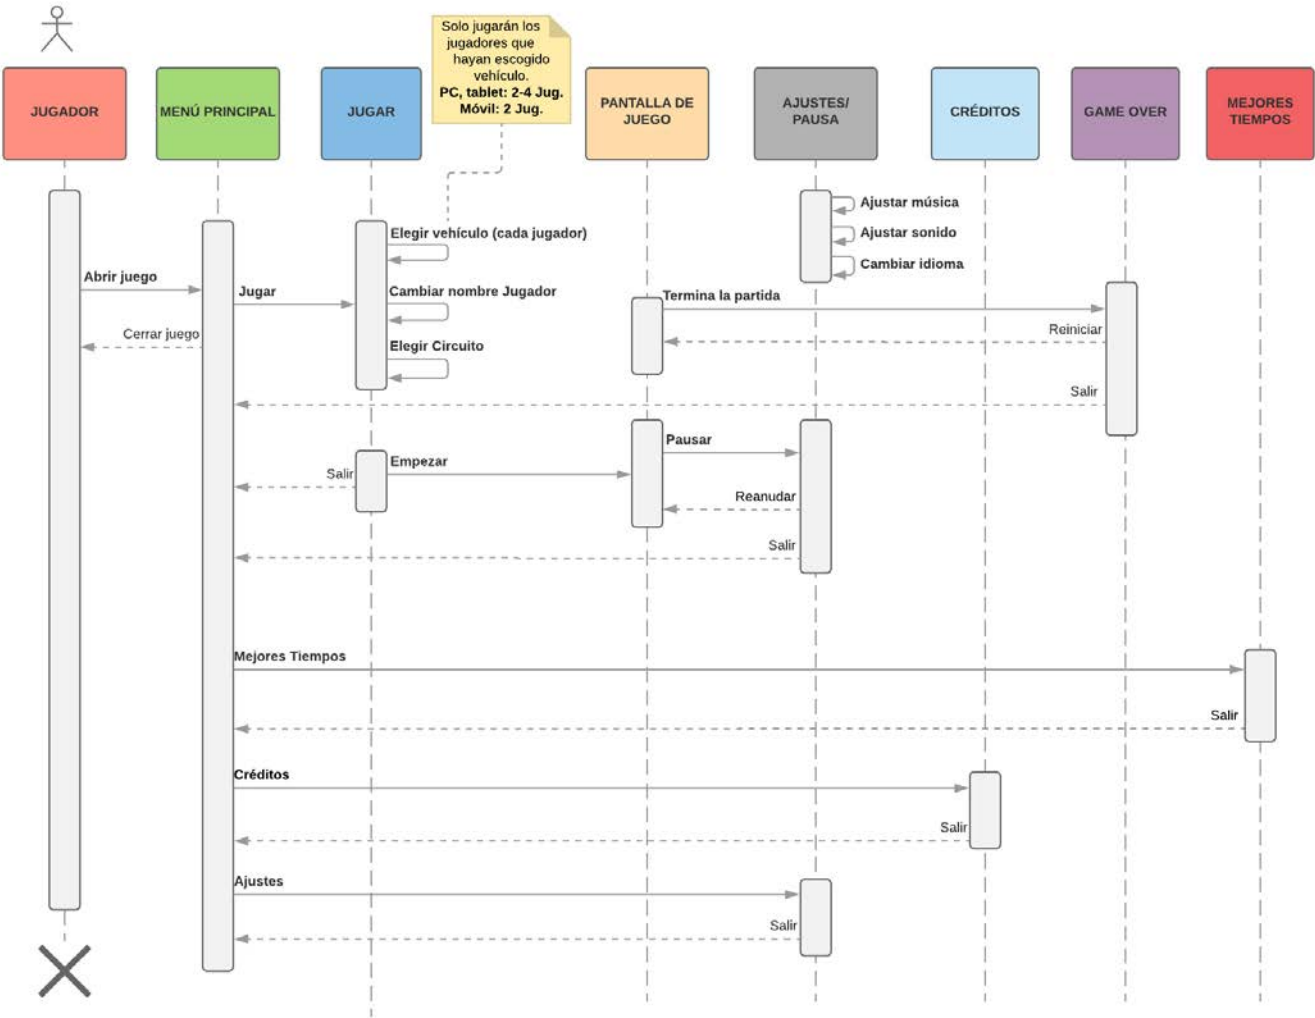 Solo jugarán los
jugadores que
hayan escogido
vehículo.
PC, tablet: 2-4 Jug.
Móvil: 2 Jug.
JUGADOR
MENÚ PRINCIPAL
JUGAR
PANTALLA DE
JUEGO
AJUSTES/
PAUSA
CRÉDITOS
GAME OVER
MEJORES
TIEMPOS
Ajustar música
Elegir vehículo (cada jugador)
Ajustar sonido
Cambiar idioma
Abrir juego
Jugar
Cambiar nombre Jugador
Termina la partida
Cerrar juego
Reiniciar
Elegir Circuito
Salir
Pausar
Empezar
Salir
Reanudar
Salir
Mejores Tiempos
Salir
Créditos
Salir
Ajustes
Salir